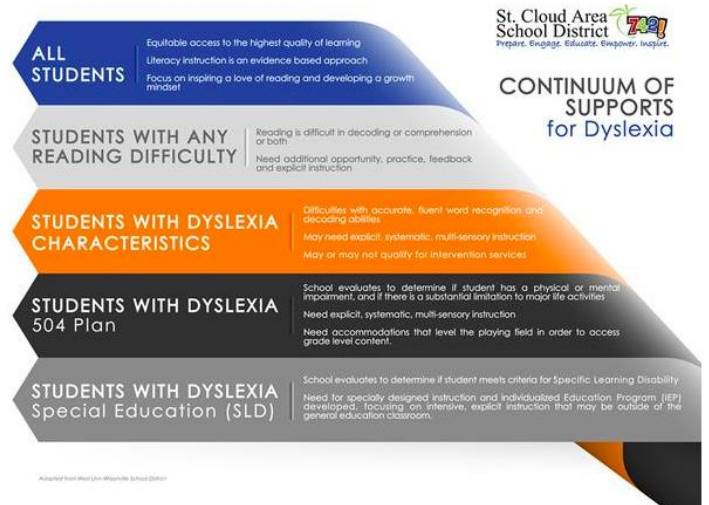 St. Cloud Area
School District 742!
Prepare. Engage. Educate. Empower. Inspire.
CONTINUUM OF
SUPPORTS
for Dyslexia
ALL
STUDENTS
Equitable access to the highest quality of learning
Literacy instruction is an evidence based approach
Focus on inspiring a love of reading and developing a growth
mindset
STUDENTS WITH ANY
READING DIFFICULTY
Reading is difficult in decoding or comprehension
or both
Need additional opportunity, practice, feedback
and explicit instruction
STUDENTS WITH DYSLEXIA
CHARACTERISTICS
Difficulties with accurate, fluent word recognition and
decoding abilities
May need explicit, systematic, multi-sensory instruction
May or may not qualify for intervention services
STUDENTS WITH DYSLEXIA
504 Plan
School evaluates to determine if student has a physical or mental
impairment, and if there is a substantial limitation to major life activities
Need explicit, systematic, multi-sensory instruction
Need accommodations that level the playing field in order to access
grade level content.
STUDENTS WITH DYSLEXIA
Special Education (SLD)
School evaluates to determine if student meets criteria for Specific Learning Disability
Need for specially designed instruction and individualized Education Program (IEP)
developed, focusing on intensive, explicit instruction that may be outside of the
general education classroom.
Adapted from West Linn-Wilsonville School District